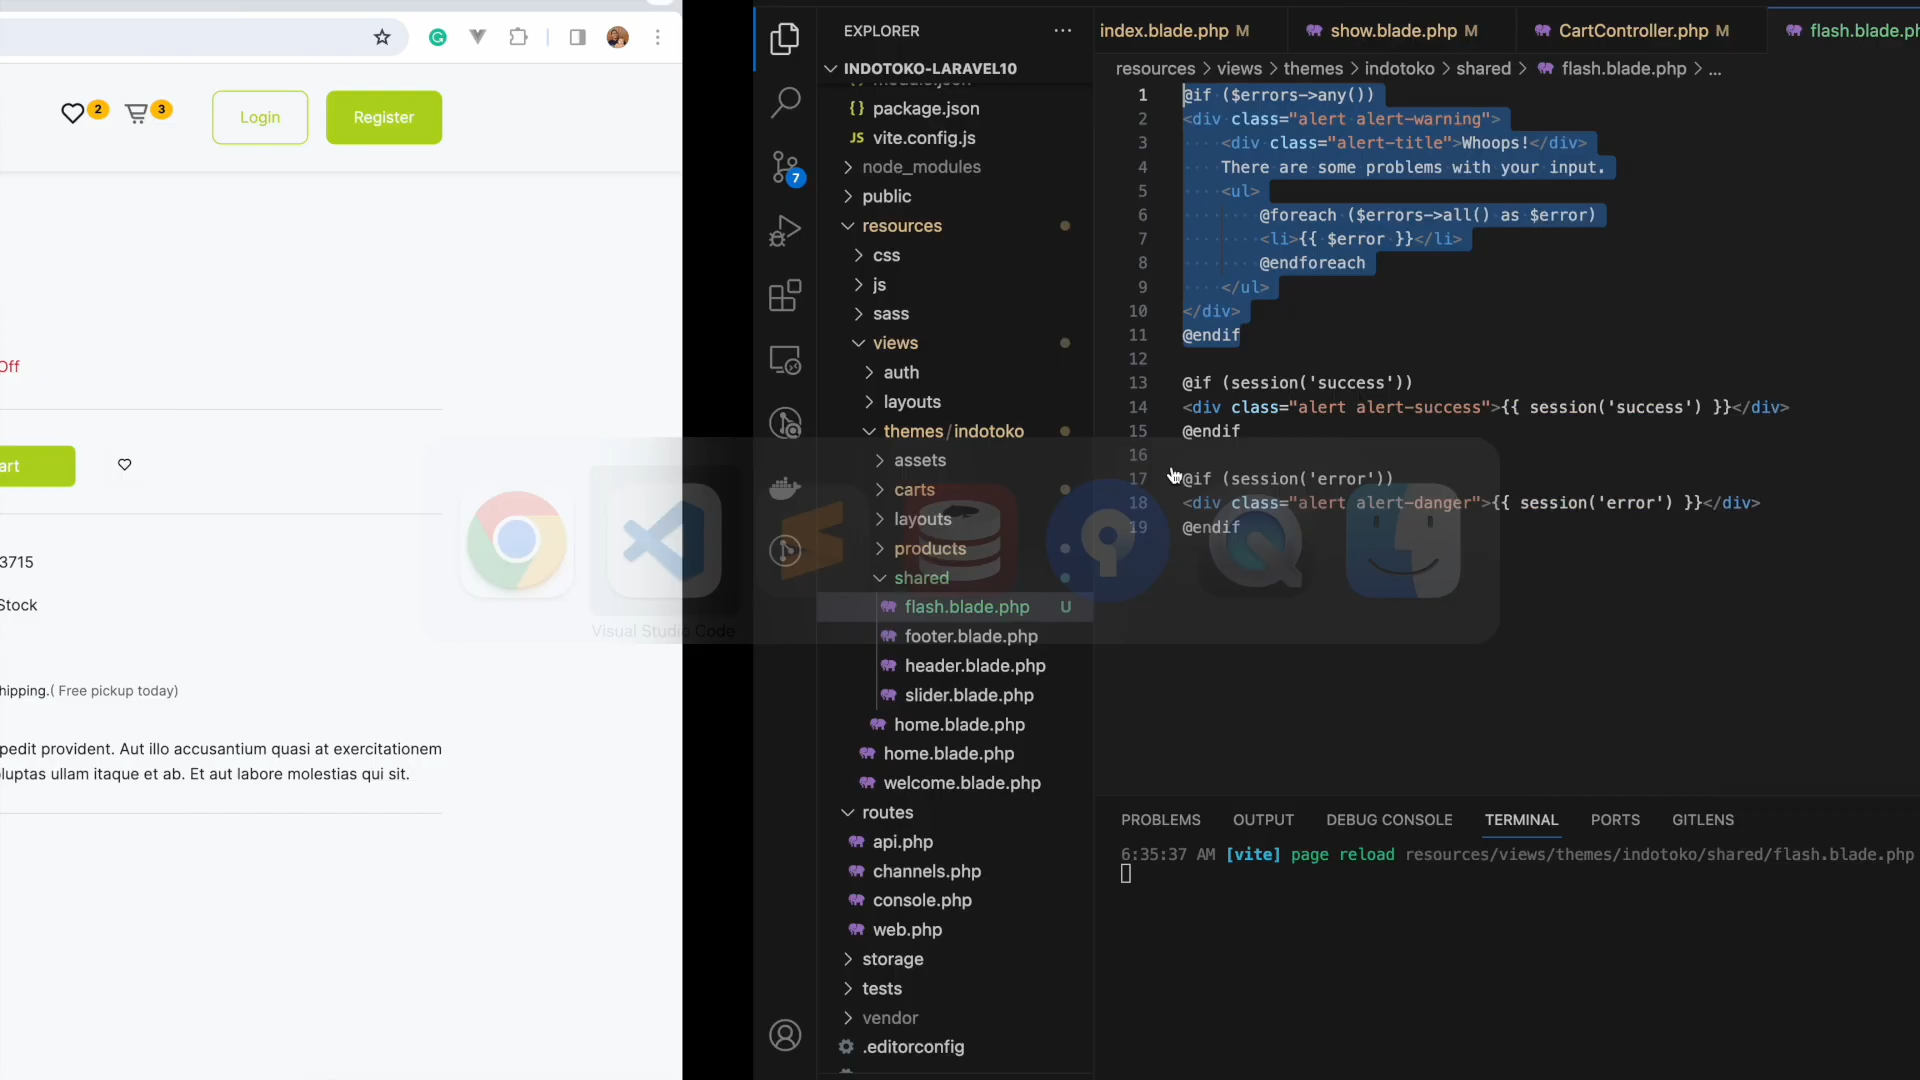 2
3
Login
Register
Off
art
3715
Stock
hipping.( Free pickup today)
pedit provident. Aut illo accusantium quasi at exercitationem
luptas ullam itaque et ab. Et aut labore molestias qui sit.
Visual Studio Code
7
EXPLORER
INDOTOKO-LARAVEL10
{} package.json
JS vite.config.js
node_modules
public
resources
css
js
sass
views
auth
layouts
themes / indotoko
assets
carts
layouts
products
shared
flash.blade.php U
footer.blade.php
header.blade.php
slider.blade.php
home.blade.php
home.blade.php
welcome.blade.php
routes
api.php
channels.php
console.php
web.php
storage
tests
vendor
.editorconfig
index.blade.php M
show.blade.php M
CartController.php M
flash.blade.ph
resources > views > themes > indotoko > shared > flash.blade.php > ...
1 @if ($errors->any())
2 <div class="alert alert-warning">
3 <div class="alert-title">Whoops!</div>
4 There are some problems with your input.
5 <ul>
6 @foreach ($errors->all() as $error)
7 <li>{{ $error }}</li>
8 @endforeach
9 </ul>
10 </div>
11 @endif
12
13 @if (session('success'))
14 <div class="alert alert-success">{{ session('success') }}</div>
15 @endif
16
17 @if (session('error'))
18 <div class="alert alert-danger">{{ session('error') }}</div>
19 @endif
PROBLEMS OUTPUT DEBUG CONSOLE TERMINAL PORTS GITLENS
6:35:37 AM [vite] page reload resources/views/themes/indotoko/shared/flash.blade.php